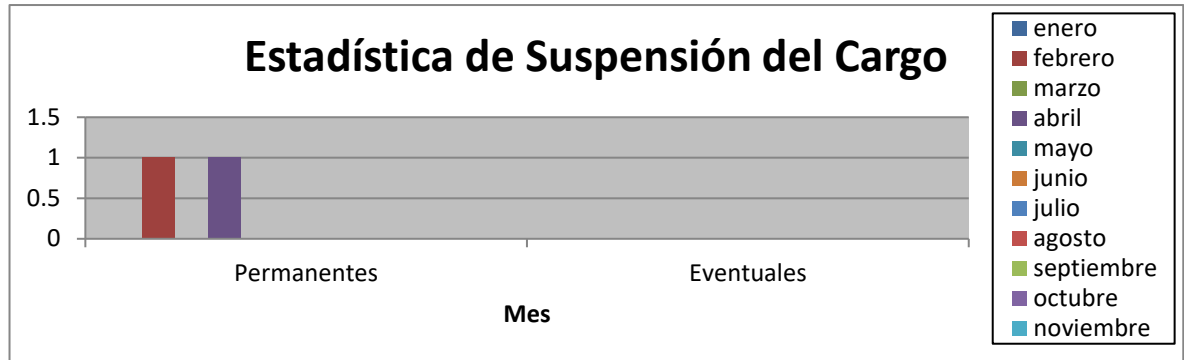 Estadística de Suspensión del Cargo
1.5
1
0.5
0
Permanentes
Eventuales
Mes
enero
febrero
marzo
abril
mayo
junio
julio
agosto
septiembre
octubre
noviembre